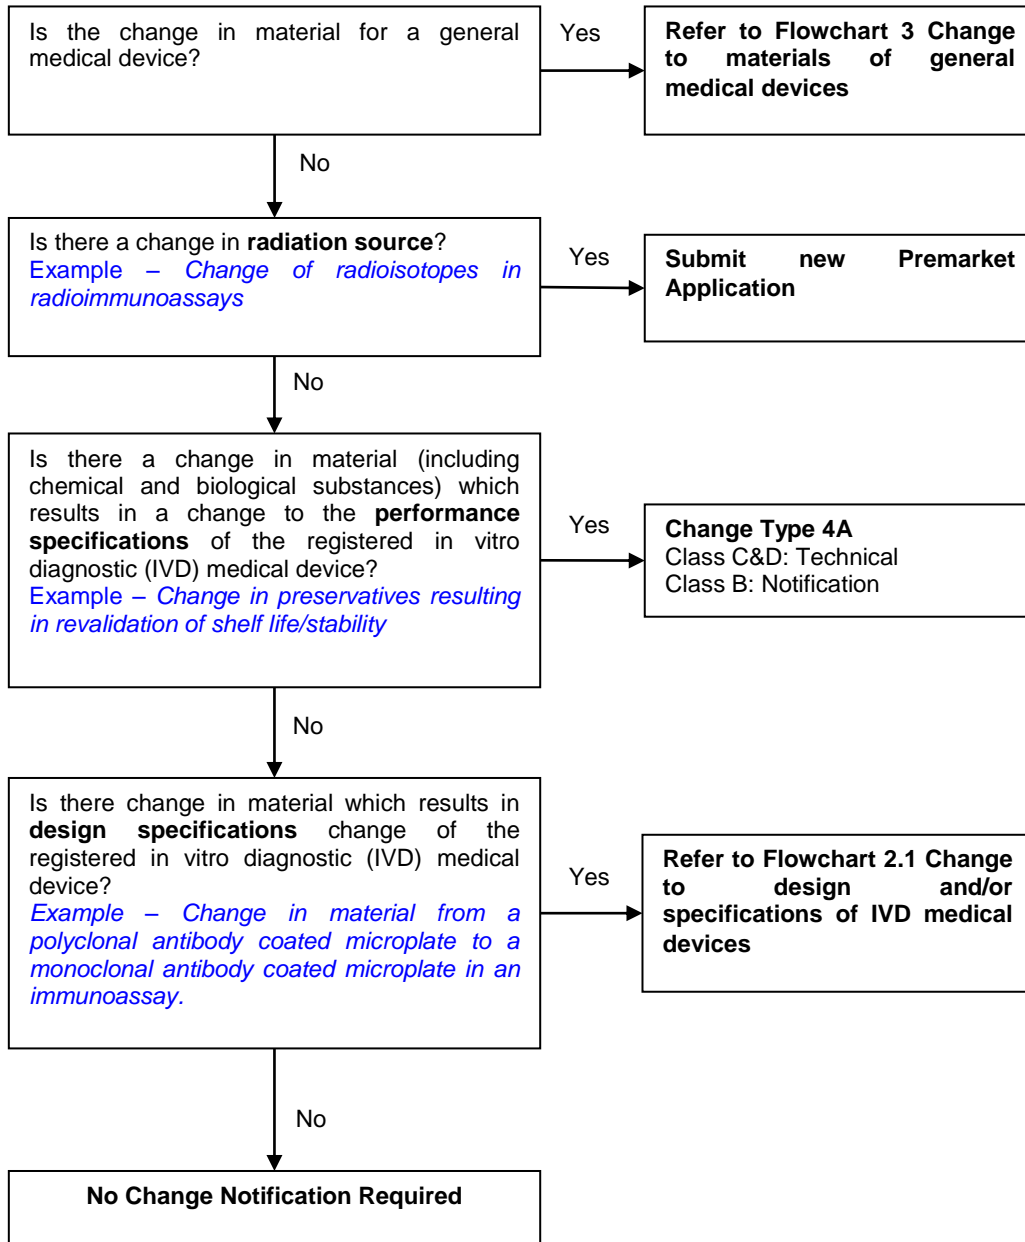 Is the change in material for a general
medical device?
Yes
Refer to Flowchart 3 Change
to materials of general
medical devices
No
Is there a change in radiation source?
Example – Change of radioisotopes in
radioimmunoassays
Yes
Submit new Premarket
Application
No
Is there a change in material (including
chemical and biological substances) which
results in a change to the performance
specifications of the registered in vitro
diagnostic (IVD) medical device?
Example – Change in preservatives resulting
in revalidation of shelf life/stability
Yes
Change Type 4A
Class C&D: Technical
Class B: Notification
No
Is there change in material which results in
design specifications change of the
registered in vitro diagnostic (IVD) medical
device?
Example – Change in material from a
polyclonal antibody coated microplate to a
monoclonal antibody coated microplate in an
immunoassay.
Yes
Refer to Flowchart 2.1 Change
to design and/or
specifications of IVD medical
devices
No
No Change Notification Required